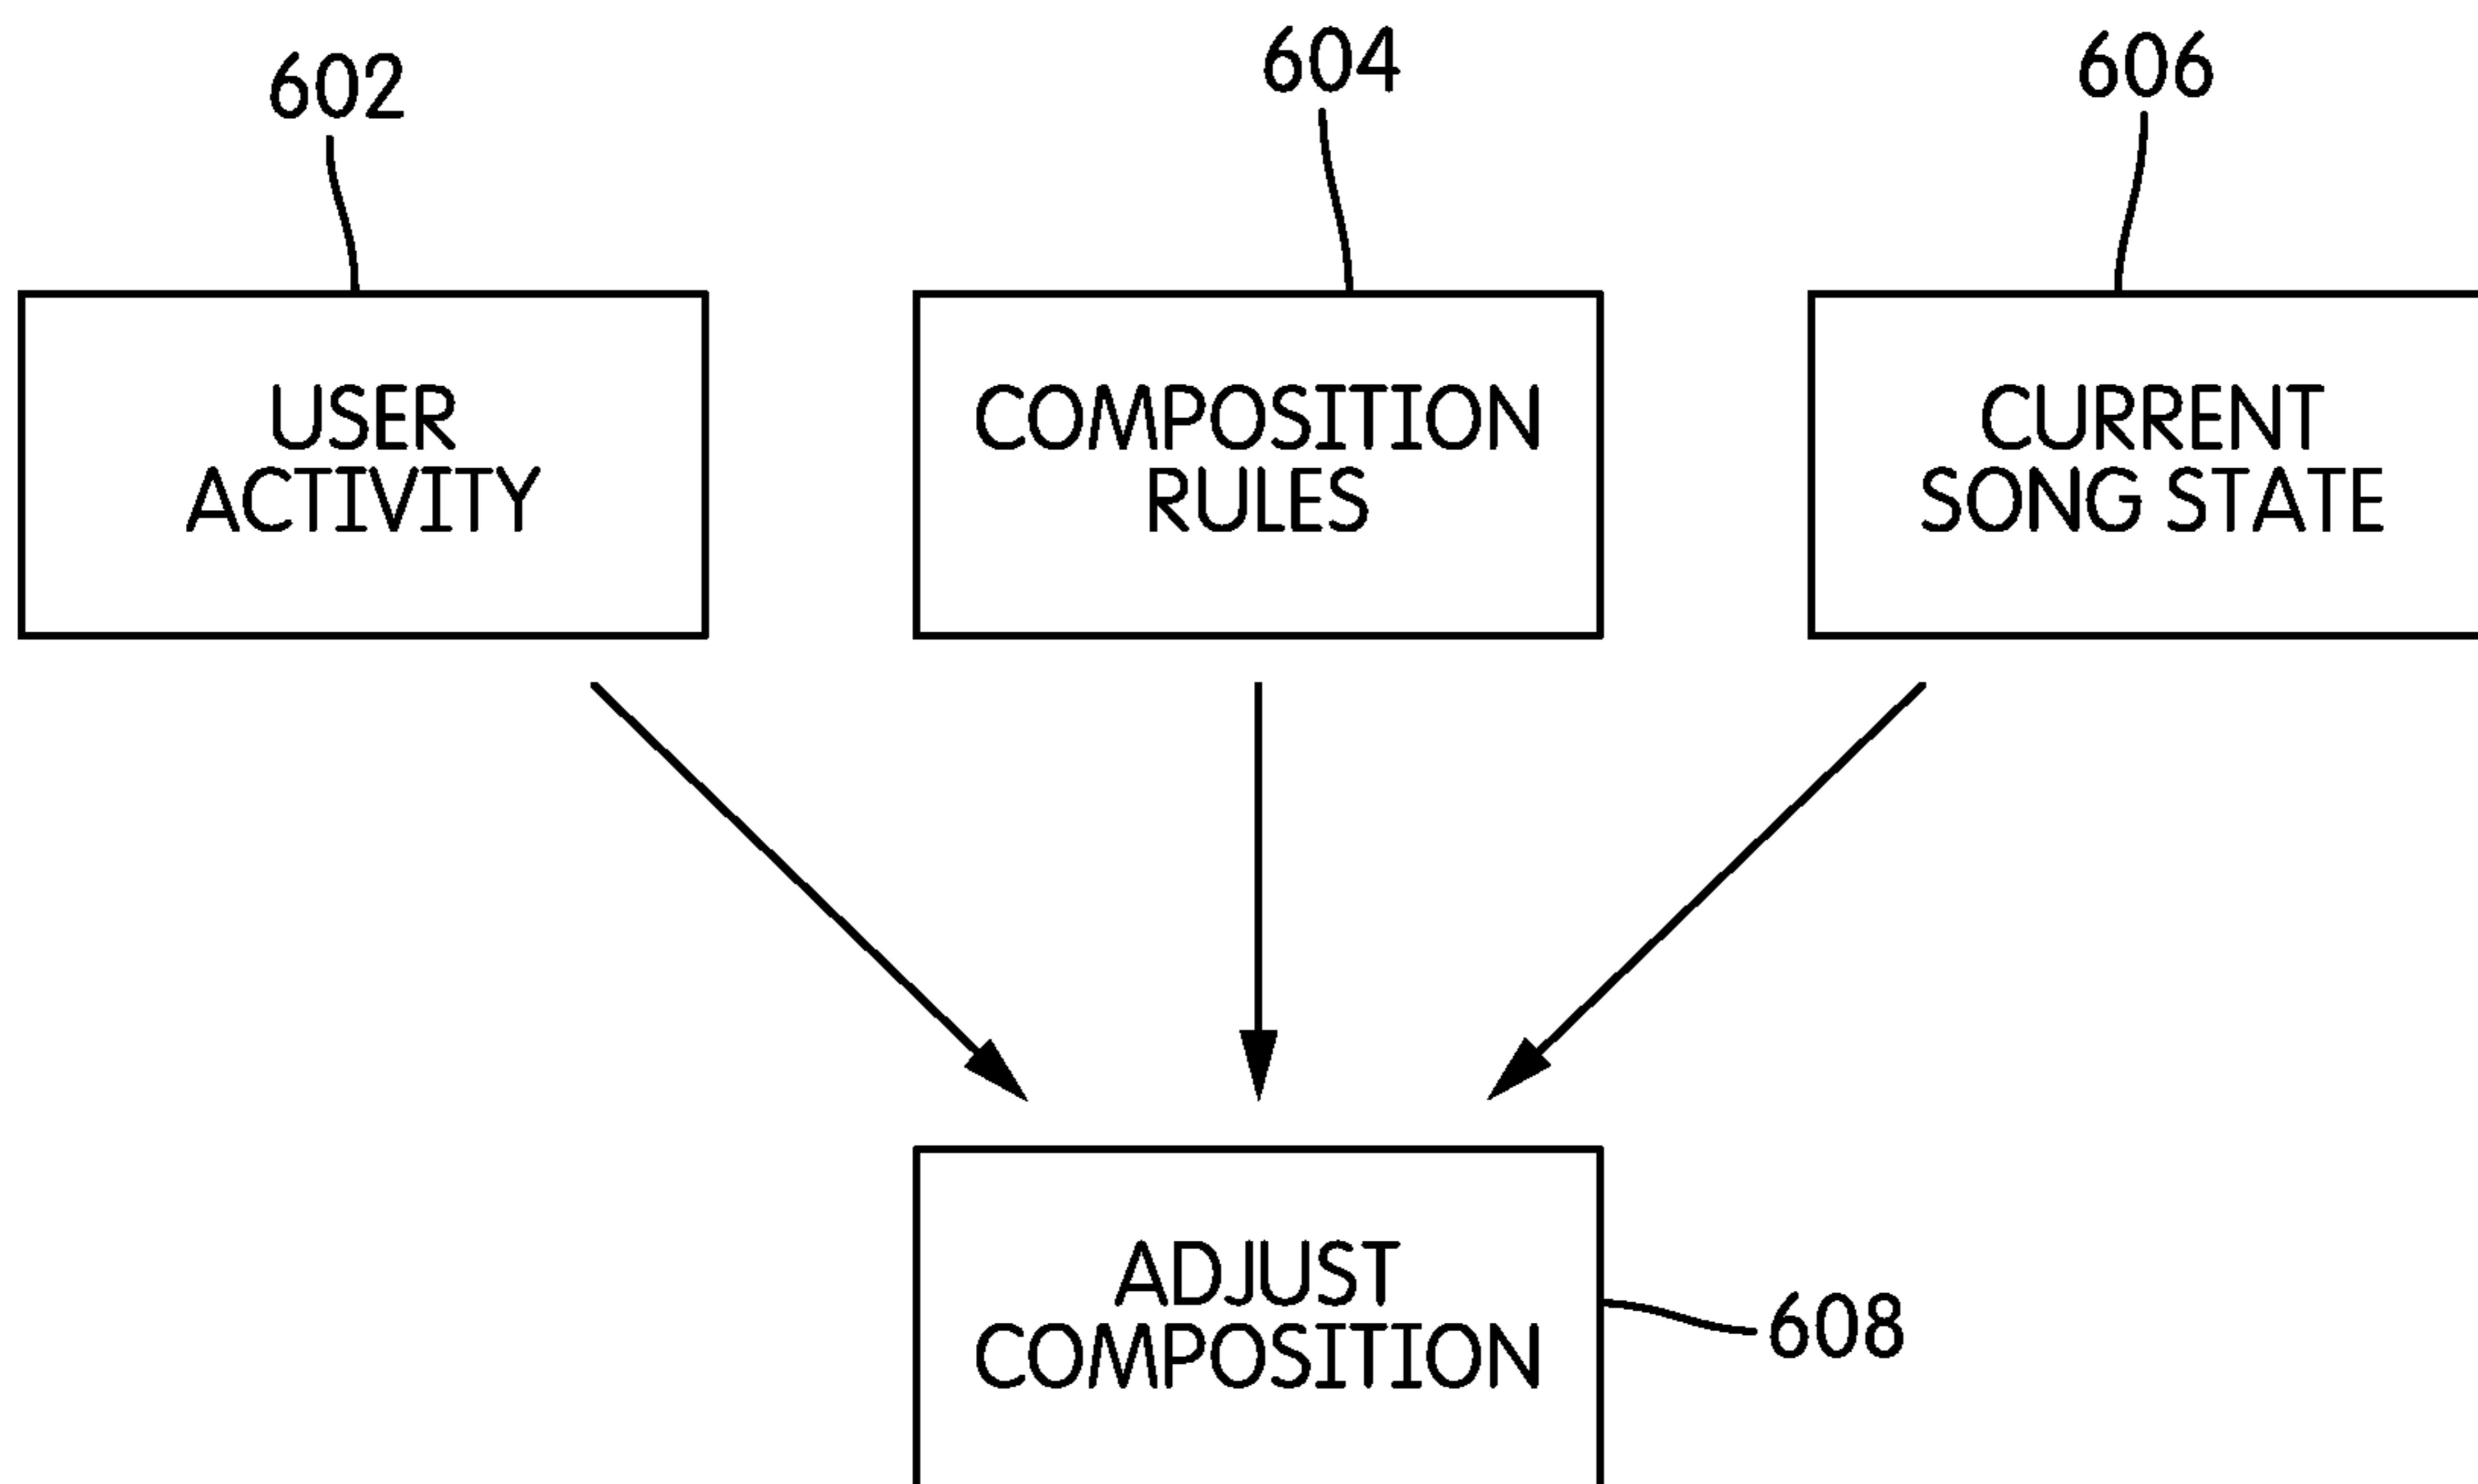 602
604
606
USER
ACTIVITY
COMPOSITION
RULES
CURRENT
SONG STATE
ADJUST
COMPOSITION
608